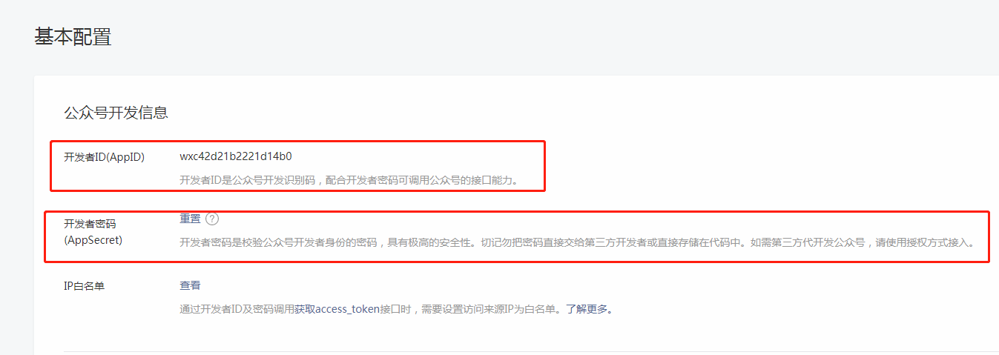 基本配置
公众号开发信息
开发者ID(AppID)
wxc42d21b2221d14b0
开发者ID是公众号开发识别码，配合开发者密码可调用公众号的接口能力。
开发者密码
(AppSecret)
重置 ?
开发者密码是校验公众号开发者身份的密码，具有极高的安全性。切记勿把密码直接交给第三方开发者或直接存储在代码中。如需第三方代开发公众号，请使用授权方式接入。
IP白名单
查看
通过开发者ID及密码调用获取access_token接口时，需要设置访问来源IP为白名单。了解更多。